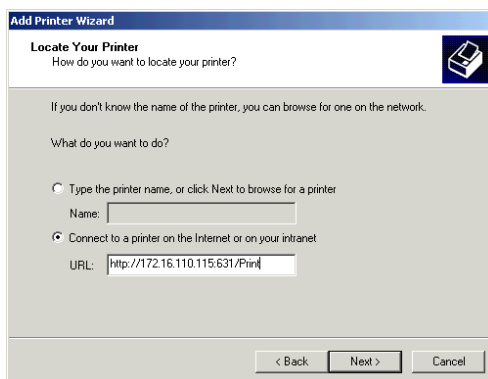 Add Printer Wizard
Locate Your Printer
How do you want to locate your printer?
If you don't know the name of the printer, you can browse for one on the network.
What do you want to do?
Type the printer name, or click Next to browse for a printer
Name:
Connect to a printer on the Internet or on your intranet
URL: http://172.16.110.115:631/Print
< Back Next > Cancel